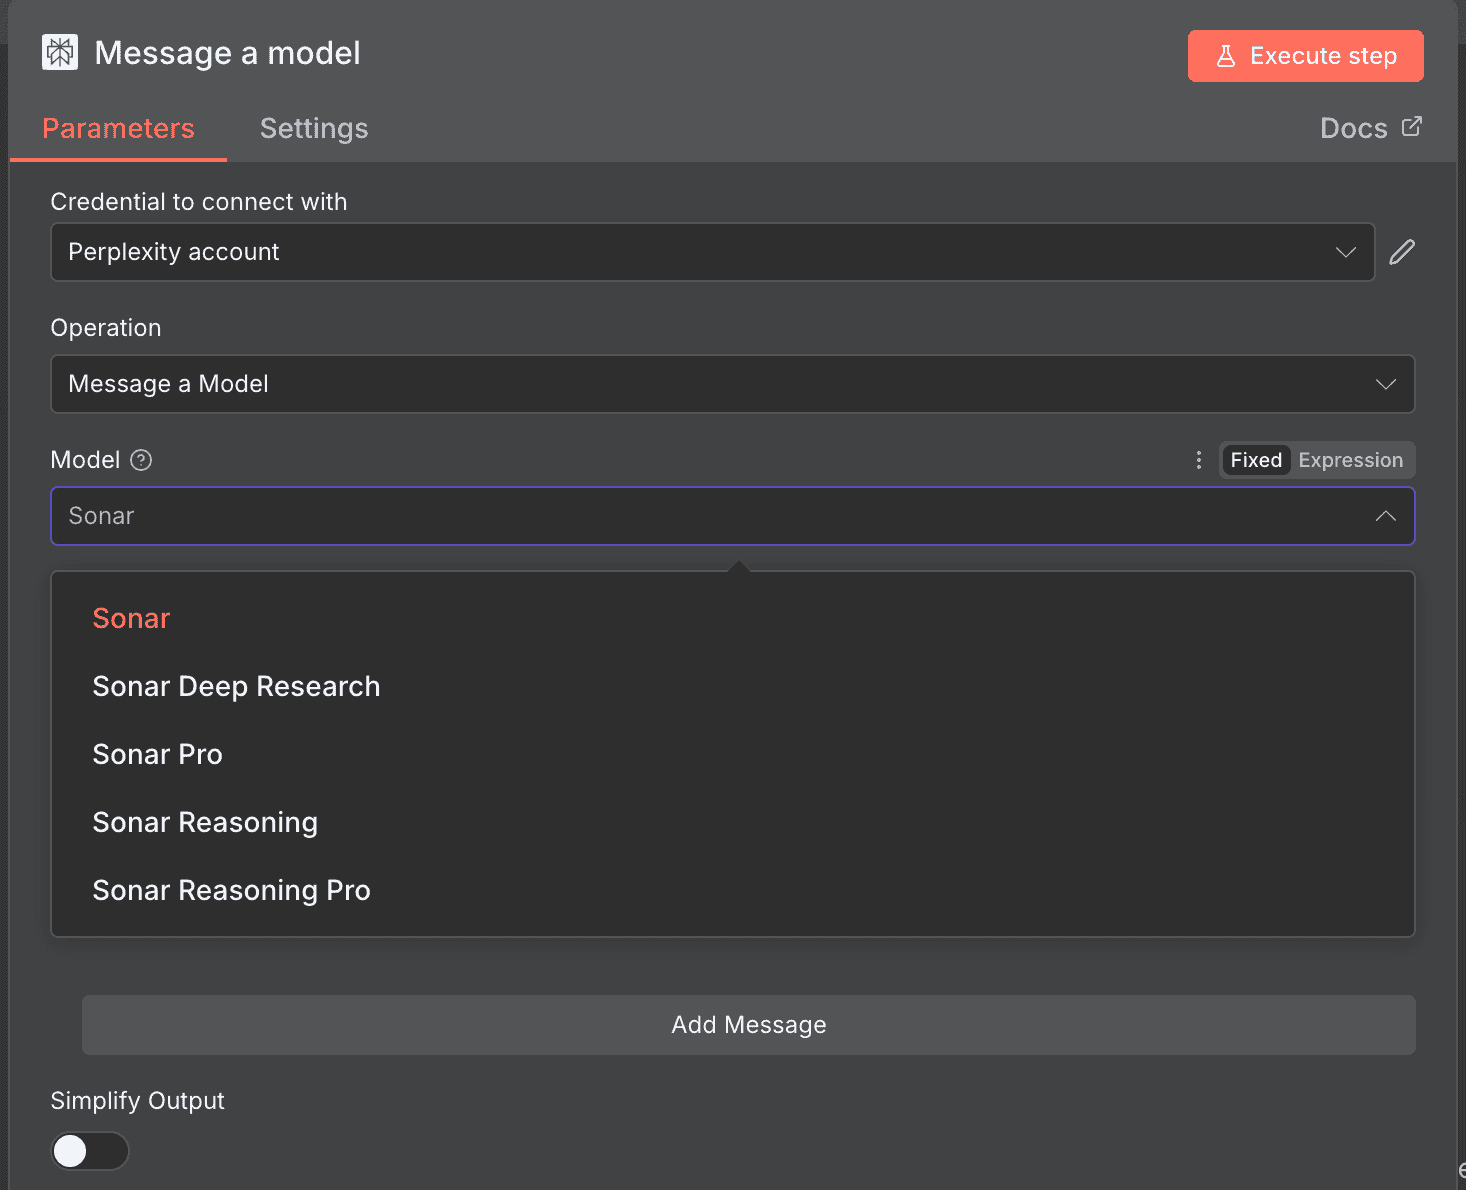 Message a model
Execute step
Parameters
Settings
Docs
Credential to connect with
Perplexity account
Operation
Message a Model
Model
Fixed
Expression
Sonar
Sonar
Sonar Deep Research
Sonar Pro
Sonar Reasoning
Sonar Reasoning Pro
Add Message
Simplify Output